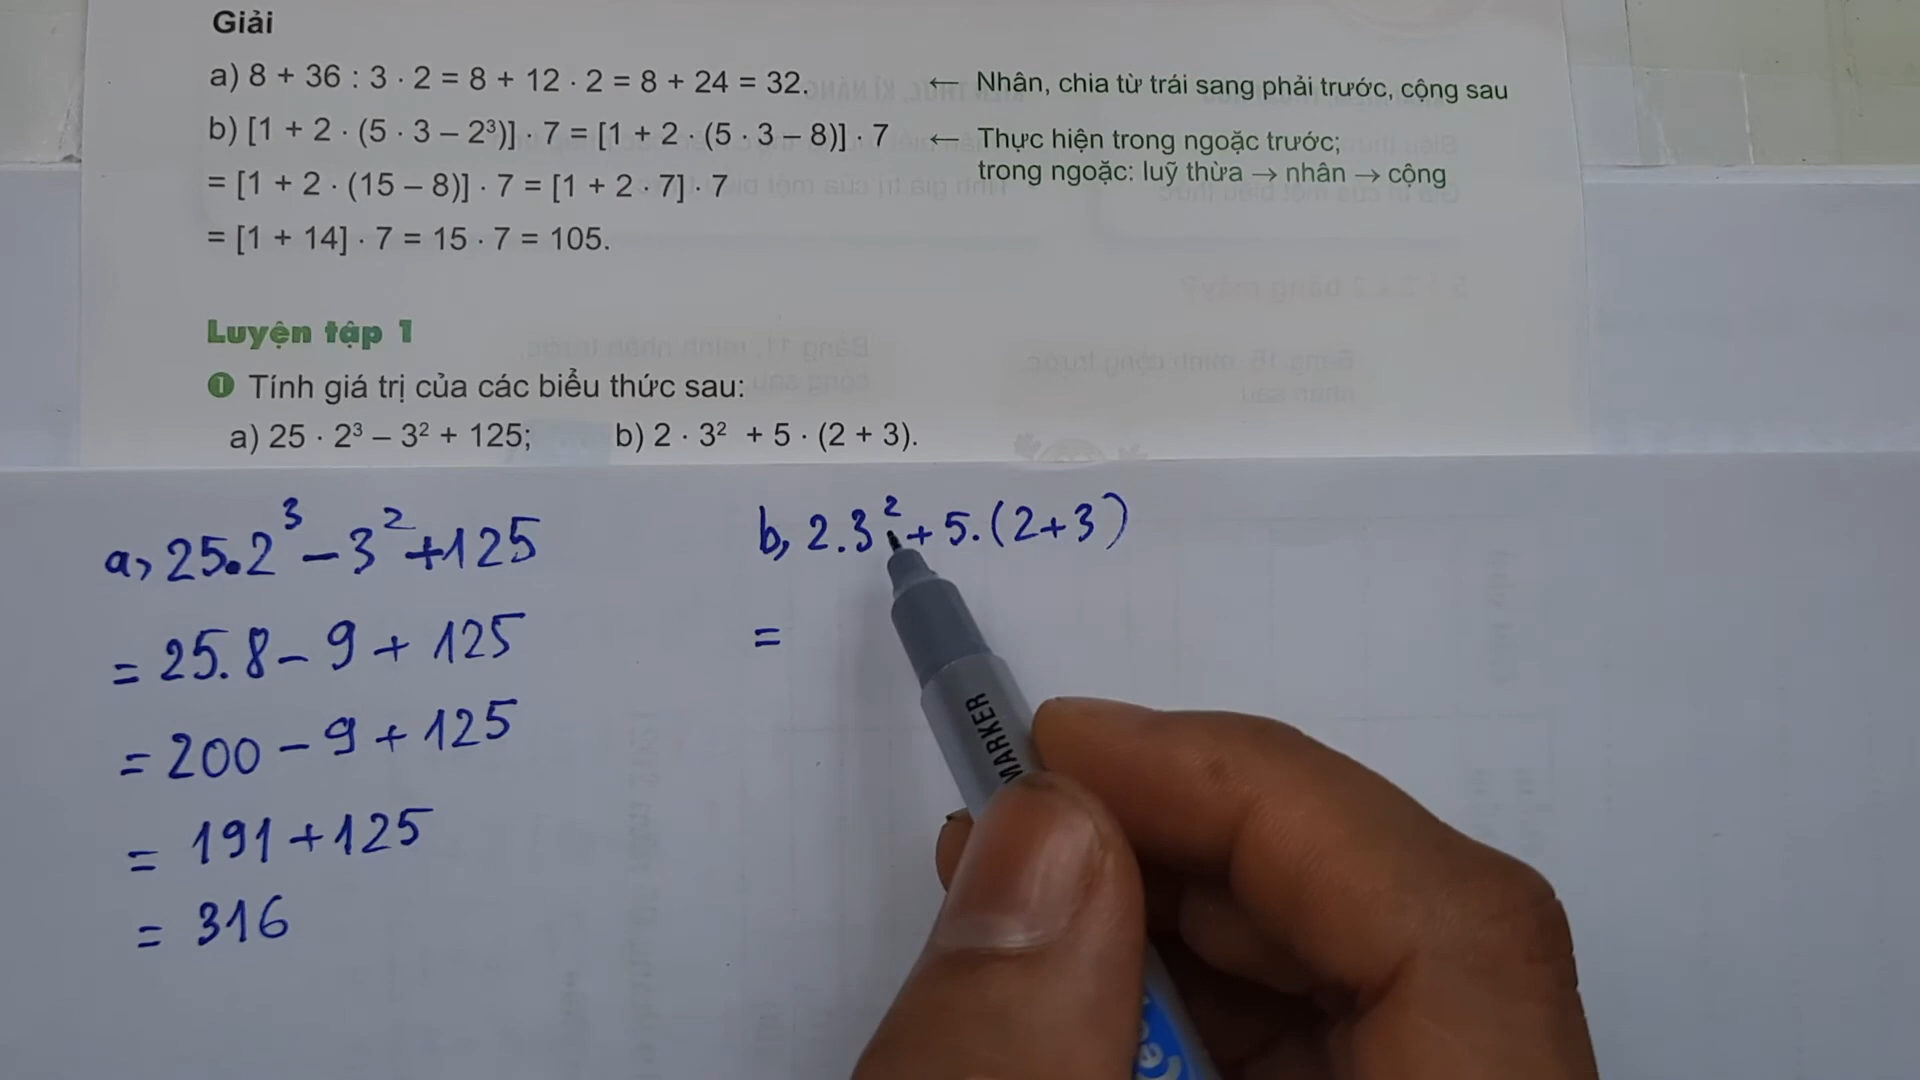 Giải
a) 8 + 36 : 3 · 2 = 8 + 12 · 2 = 8 + 24 = 32. ← Nhân, chia từ trái sang phải trước, cộng sau
b) [1 + 2 · (5 · 3 – 2³)] · 7 = [1 + 2 · (5 · 3 – 8)] · 7 ← Thực hiện trong ngoặc trước;
trong ngoặc: luỹ thừa → nhân → cộng
= [1 + 2 · (15 – 8)] · 7 = [1 + 2 · 7] · 7
= [1 + 14] · 7 = 15 · 7 = 105.
Luyện tập 1
1 Tính giá trị của các biểu thức sau:
a) 25 · 2³ – 3² + 125; b) 2 · 3² + 5 · (2 + 3).
a, 25.2³ – 3² + 125
= 25.8 – 9 + 125
= 200 – 9 + 125
= 191 + 125
= 316
b, 2.3² + 5.(2+3)
=
MARKER